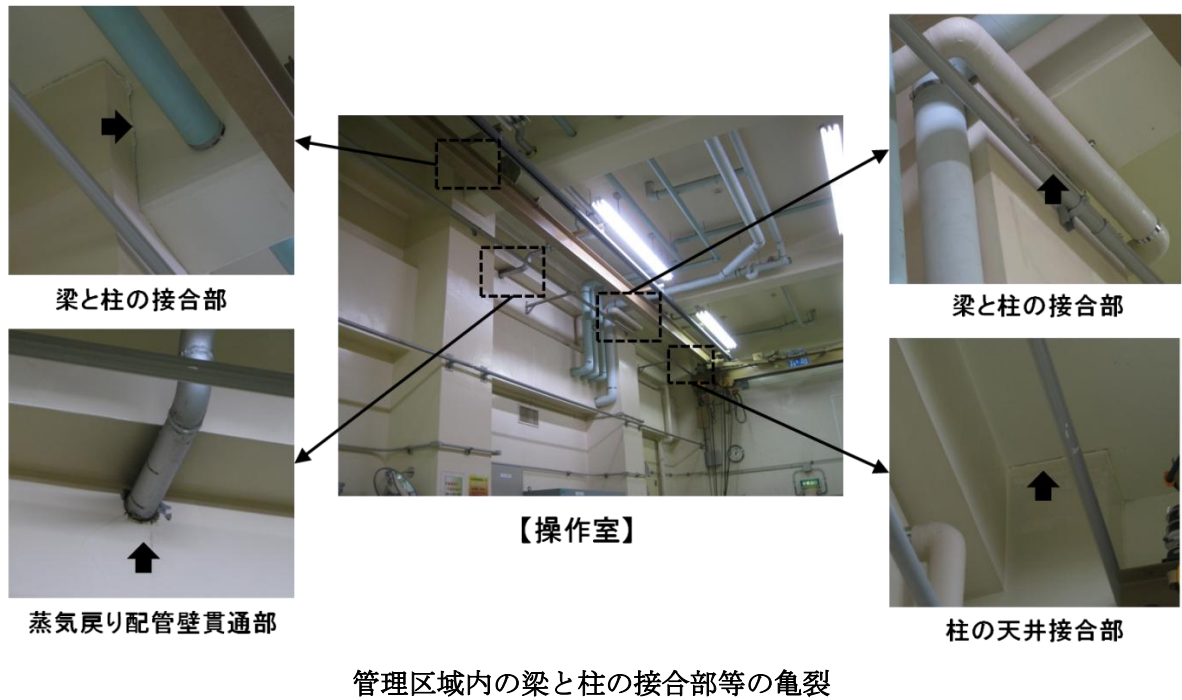 梁と柱の接合部
梁と柱の接合部
蒸気戻り配管壁貫通部
【操作室】
柱の天井接合部
管理区域内の梁と柱の接合部等の亀裂